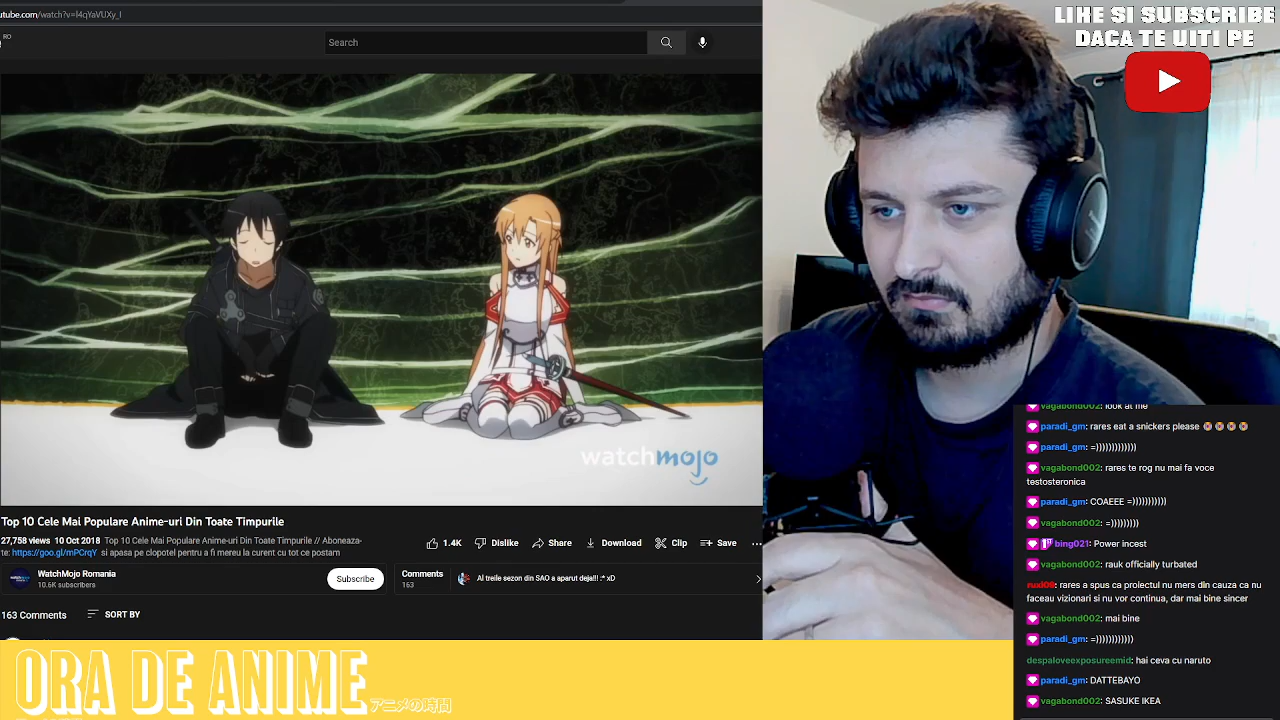 utube.com/watch?v=I4qYaVUXy_I
RO
Search
watchmojo
Top 10 Cele Mai Populare Anime-uri Din Toate Timpurile
27,758 views 10 Oct 2018 Top 10 Cele Mai Populare Anime-uri Din Toate Timpurile // Aboneaza-
te: https://goo.gl/mPCrqY si apasa pe clopotel pentru a fi mereu la curent cu tot ce postam
1.4K Dislike Share Download Clip Save ...
WatchMojo Romania
10.6K subscribers
Subscribe
Comments
163
Al treile sezon din SAO a aparut deja!!! :* xD
163 Comments SORT BY
ORA DE ANIME
アニメの時間
LIKE SI SUBSCRIBE
DACA TE UITI PE
vagabond002: look at me
paradi_gm: rares eat a snickers please
paradi_gm: =))))))))))))
vagabond002: rares te rog nu mai fa voce
testosteronica
paradi_gm: COAEEE =)))))))))))
vagabond002: =)))))))))
bing021: Power incest
vagabond002: rauk officially turbated
ruxl09: rares a spus ca proiectul nu mers din cauza ca nu
faceau vizionari si nu vor continua, dar mai bine sincer
vagabond002: mai bine
paradi_gm: =)))))))))))
despaloveexposureemid: hai ceva cu naruto
paradi_gm: DATTEBAYO
vagabond002: SASUKE IKEA